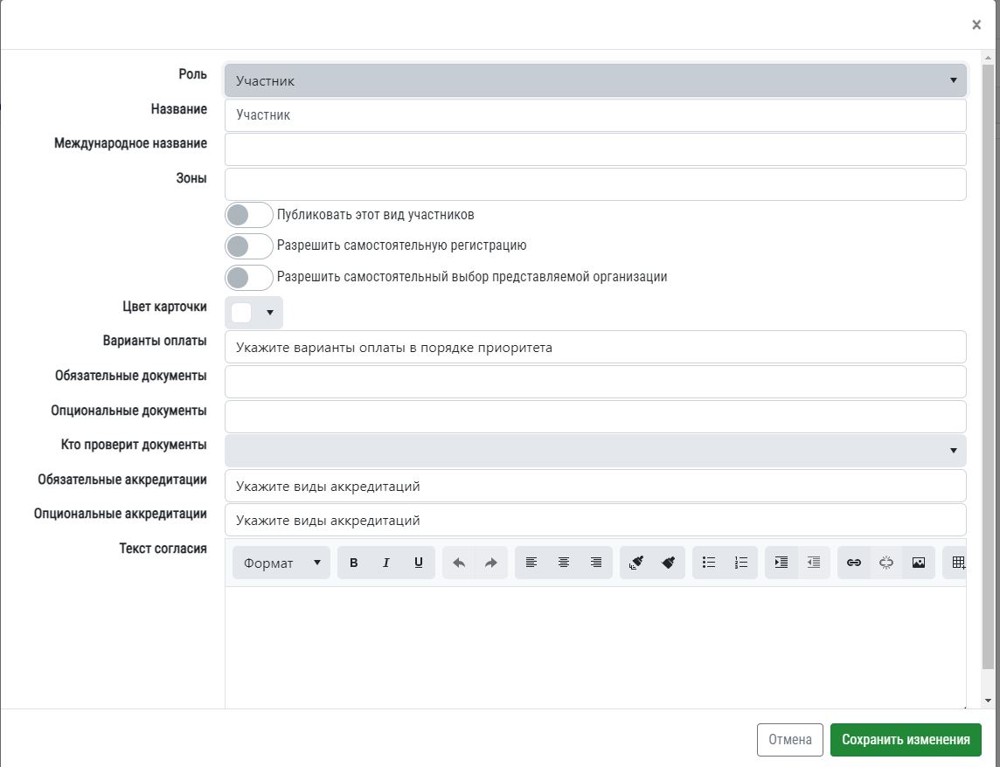 ×
Роль
Участник
Название
Участник
Международное название
Зоны
Публиковать этот вид участников
Разрешить самостоятельную регистрацию
Разрешить самостоятельный выбор представляемой организации
Цвет карточки
Варианты оплаты
Укажите варианты оплаты в порядке приоритета
Обязательные документы
Опциональные документы
Кто проверит документы
Обязательные аккредитации
Укажите виды аккредитаций
Опциональные аккредитации
Укажите виды аккредитаций
Текст согласия
Формат B I U
Отмена Сохранить изменения